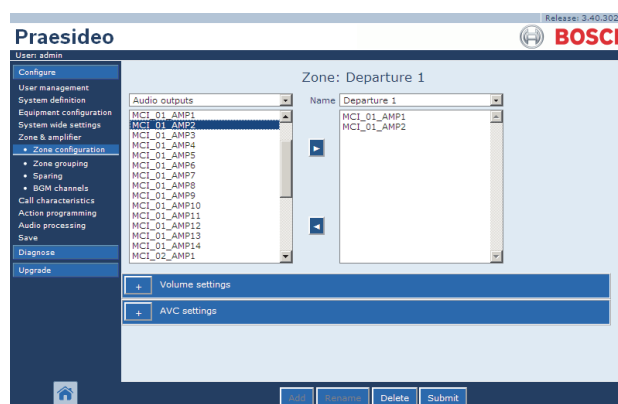 Release: 3.40.302
Praesideo
BOSCH
User: admin
Configure
User management
System definition
Equipment configuration
System wide settings
Zone & amplifier
• Zone configuration
• Zone grouping
• Sparing
• BGM channels
Call characteristics
Action programming
Audio processing
Save
Diagnose
Upgrade
Zone: Departure 1
Audio outputs
MCI_01_AMP1
MCI_01_AMP2
MCI_01_AMP3
MCI_01_AMP4
MCI_01_AMP5
MCI_01_AMP6
MCI_01_AMP7
MCI_01_AMP8
MCI_01_AMP9
MCI_01_AMP10
MCI_01_AMP11
MCI_01_AMP12
MCI_01_AMP13
MCI_01_AMP14
MCI_02_AMP1
Name Departure 1
MCI_01_AMP1
MCI_01_AMP2
+ Volume settings
+ AVC settings
Add Rename Delete Submit